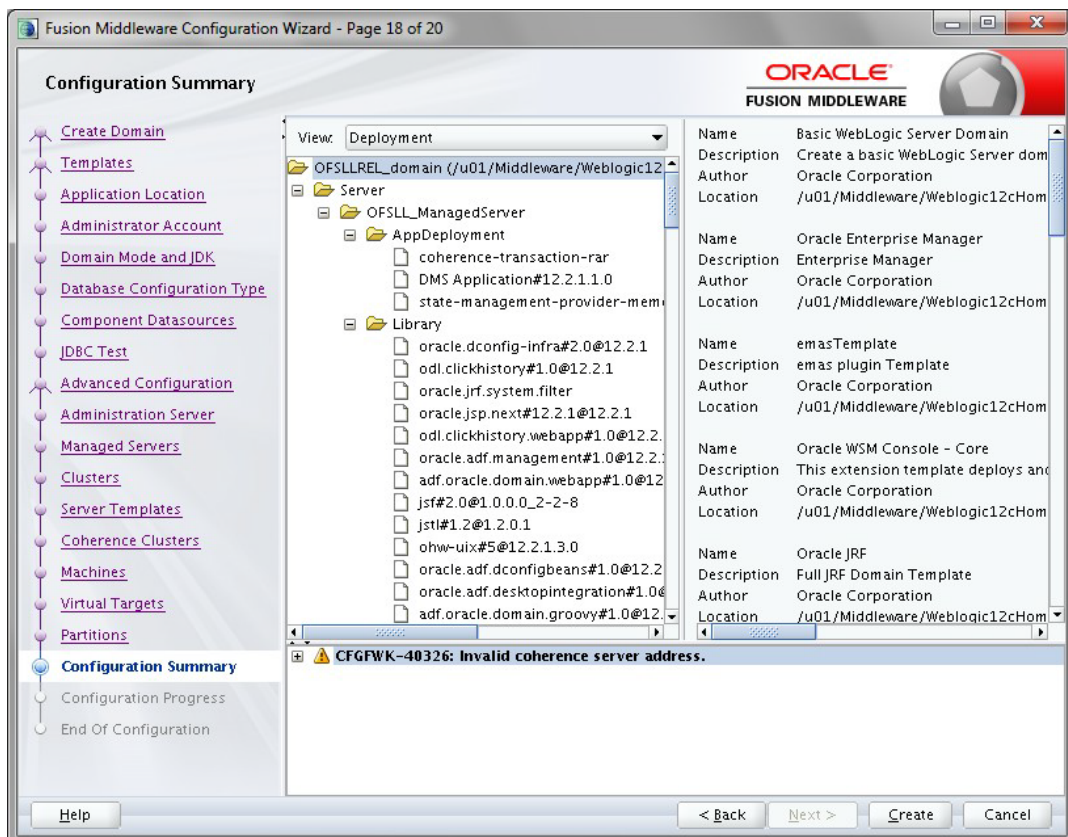 Fusion Middleware Configuration Wizard - Page 18 of 20
Configuration Summary
ORACLE
FUSION MIDDLEWARE
Create Domain
Templates
Application Location
Administrator Account
Domain Mode and JDK
Database Configuration Type
Component Datasources
JDBC Test
Advanced Configuration
Administration Server
Managed Servers
Clusters
Server Templates
Coherence Clusters
Machines
Virtual Targets
Partitions
Configuration Summary
Configuration Progress
End Of Configuration
View: Deployment
OFSLLREL_domain (/u01/Middleware/Weblogic12
Server
OFSLL_ManagedServer
AppDeployment
coherence-transaction-rar
DMS Application#12.2.1.1.0
state-management-provider-mem
Library
oracle.dconfig-infra#2.0@12.2.1
odl.clickhistory#1.0@12.2.1
oracle.jrf.system.filter
oracle.jsp.next#12.2.1@12.2.1
odl.clickhistory.webapp#1.0@12.2.
oracle.adf.management#1.0@12.2.
adf.oracle.domain.webapp#1.0@12
jsf#2.0@1.0.0.0_2-2-8
jstl#1.2@1.2.0.1
ohw-uix#5@12.2.1.3.0
oracle.adf.dconfigbeans#1.0@12.2
oracle.adf.desktopintegration#1.0@
adf.oracle.domain.groovy#1.0@12.
Name Basic WebLogic Server Domain
Description Create a basic WebLogic Server dom
Author Oracle Corporation
Location /u01/Middleware/Weblogic12cHom
Name Oracle Enterprise Manager
Description Enterprise Manager
Author Oracle Corporation
Location /u01/Middleware/Weblogic12cHom
Name emasTemplate
Description emas plugin Template
Author Oracle Corporation
Location /u01/Middleware/Weblogic12cHom
Name Oracle WSM Console - Core
Description This extension template deploys and
Author Oracle Corporation
Location /u01/Middleware/Weblogic12cHom
Name Oracle JRF
Description Full JRF Domain Template
Author Oracle Corporation
Location /u01/Middleware/Weblogic12cHom
CFGFWK-40326: Invalid coherence server address.
Help
< Back
Next >
Create
Cancel